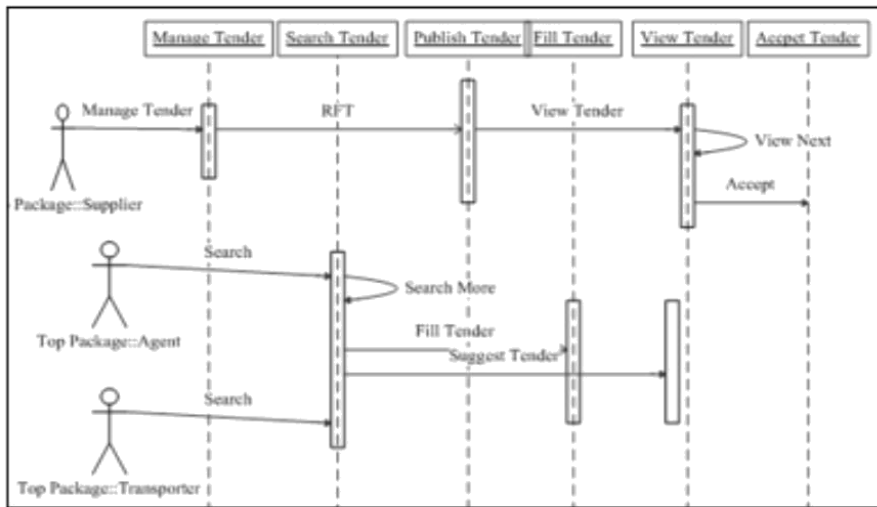 Manage Tender Search Tender Publish Tender Fill Tender View Tender Accpet Tender
Manage Tender RFT View Tender
View Next
Accept
Package::Supplier
Search
Search More
Fill Tender
Top Package::Agent
Suggest Tender
Search
Top Package::Transporter